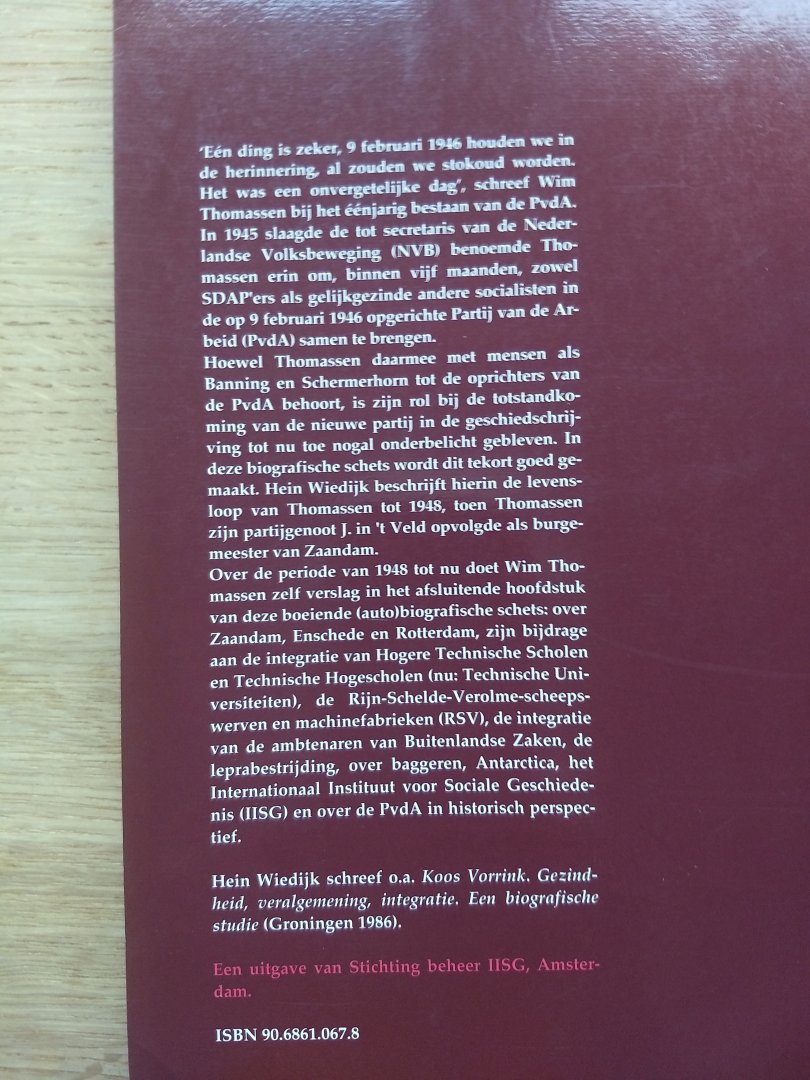 'Eén ding is zeker, 9 februari 1946 houden we in
de herinnering, al zouden we stokoud worden.
Het was een onvergetelijke dag', schreef Wim
Thomassen bij het éénjarig bestaan van de PvdA.
In 1945 slaagde de tot secretaris van de Neder-
landse Volksbeweging (NVB) benoemde Tho-
massen erin om, binnen vijf maanden, zowel
SDAP'ers als gelijkgezinde andere socialisten in
de op 9 februari 1946 opgerichte Partij van de Ar-
beid (PvdA) samen te brengen.
Hoewel Thomassen daarmee met mensen als
Banning en Schermerhorn tot de oprichters van
de PvdA behoort, is zijn rol bij de totstandko-
ming van de nieuwe partij in de geschiedschrij-
ving tot nu toe nogal onderbelicht gebleven. In
deze biografische schets wordt dit tekort goed ge-
maakt. Hein Wiedijk beschrijft hierin de levens-
loop van Thomassen tot 1948, toen Thomassen
zijn partijgenoot J. in 't Veld opvolgde als burge-
meester van Zaandam.
Over de periode van 1948 tot nu doet Wim Tho-
massen zelf verslag in het afsluitende hoofdstuk
van deze boeiende (auto)biografische schets: over
Zaandam, Enschede en Rotterdam, zijn bijdrage
aan de integratie van Hogere Technische Scholen
en Technische Hogescholen (nu: Technische Uni-
versiteiten), de Rijn-Schelde-Verolme-scheeps-
werven en machinefabrieken (RSV), de integratie
van de ambtenaren van Buitenlandse Zaken, de
leprabestrijding, over baggeren, Antarctica, het
Internationaal Instituut voor Sociale Geschiede-
nis (IISG) en over de PvdA in historisch perspec-
tief.
Hein Wiedijk schreef o.a. Koos Vorrink. Gezind-
heid, veralgemening, integratie. Een biografische
studie (Groningen 1986).
Een uitgave van Stichting beheer IISG, Amster-
dam.
ISBN 90.6861.067.8